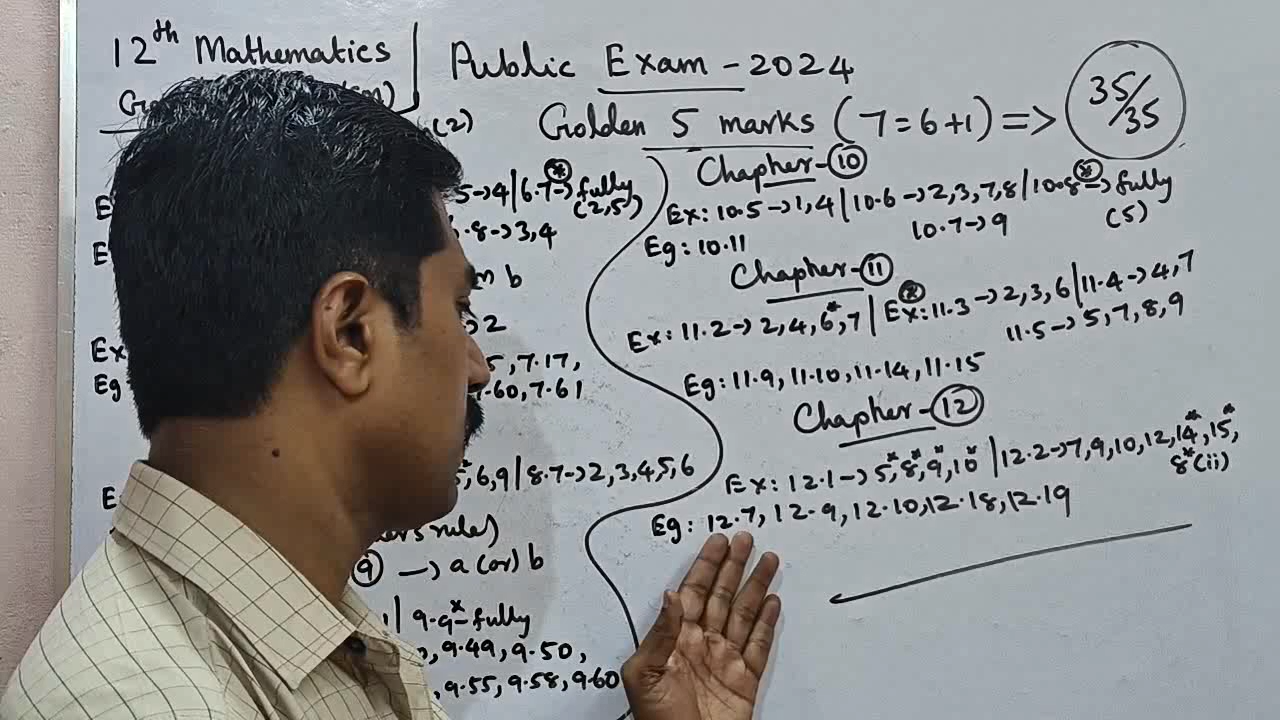 12th Mathematics
Public Exam - 2024
(2)
Golden 5 marks (7=6+1) => 35/35
5→4|6.7*→fully
(2,5)
.8→3,4
b
→2
Ex
5, 7.17,
Eg
.60, 7.61
6,9|8.7→2,3,4,5,6
rule)
9 → a (or) b
9.9*-fully
9.49, 9.50,
9.55, 9.58, 9.60
Chapher-10
Ex: 10.5→1,4|10.6→2,3,7,8|10.8*→fully
10.7→9
(5)
Eg: 10.11
Chapher-11
Ex: 11.2→2,4,6*,7|Ex*:11.3→2,3,6|11.4→4,7
11.5→5,7,8,9
Eg: 11.9, 11.10, 11.14, 11.15
Chapher-12
Ex: 12.1→5*,8*,9*,10*|12.2→7,9,10,12,14*,15*,
8*(ii)
Eg: 12.7, 12.9, 12.10, 12.18, 12.19